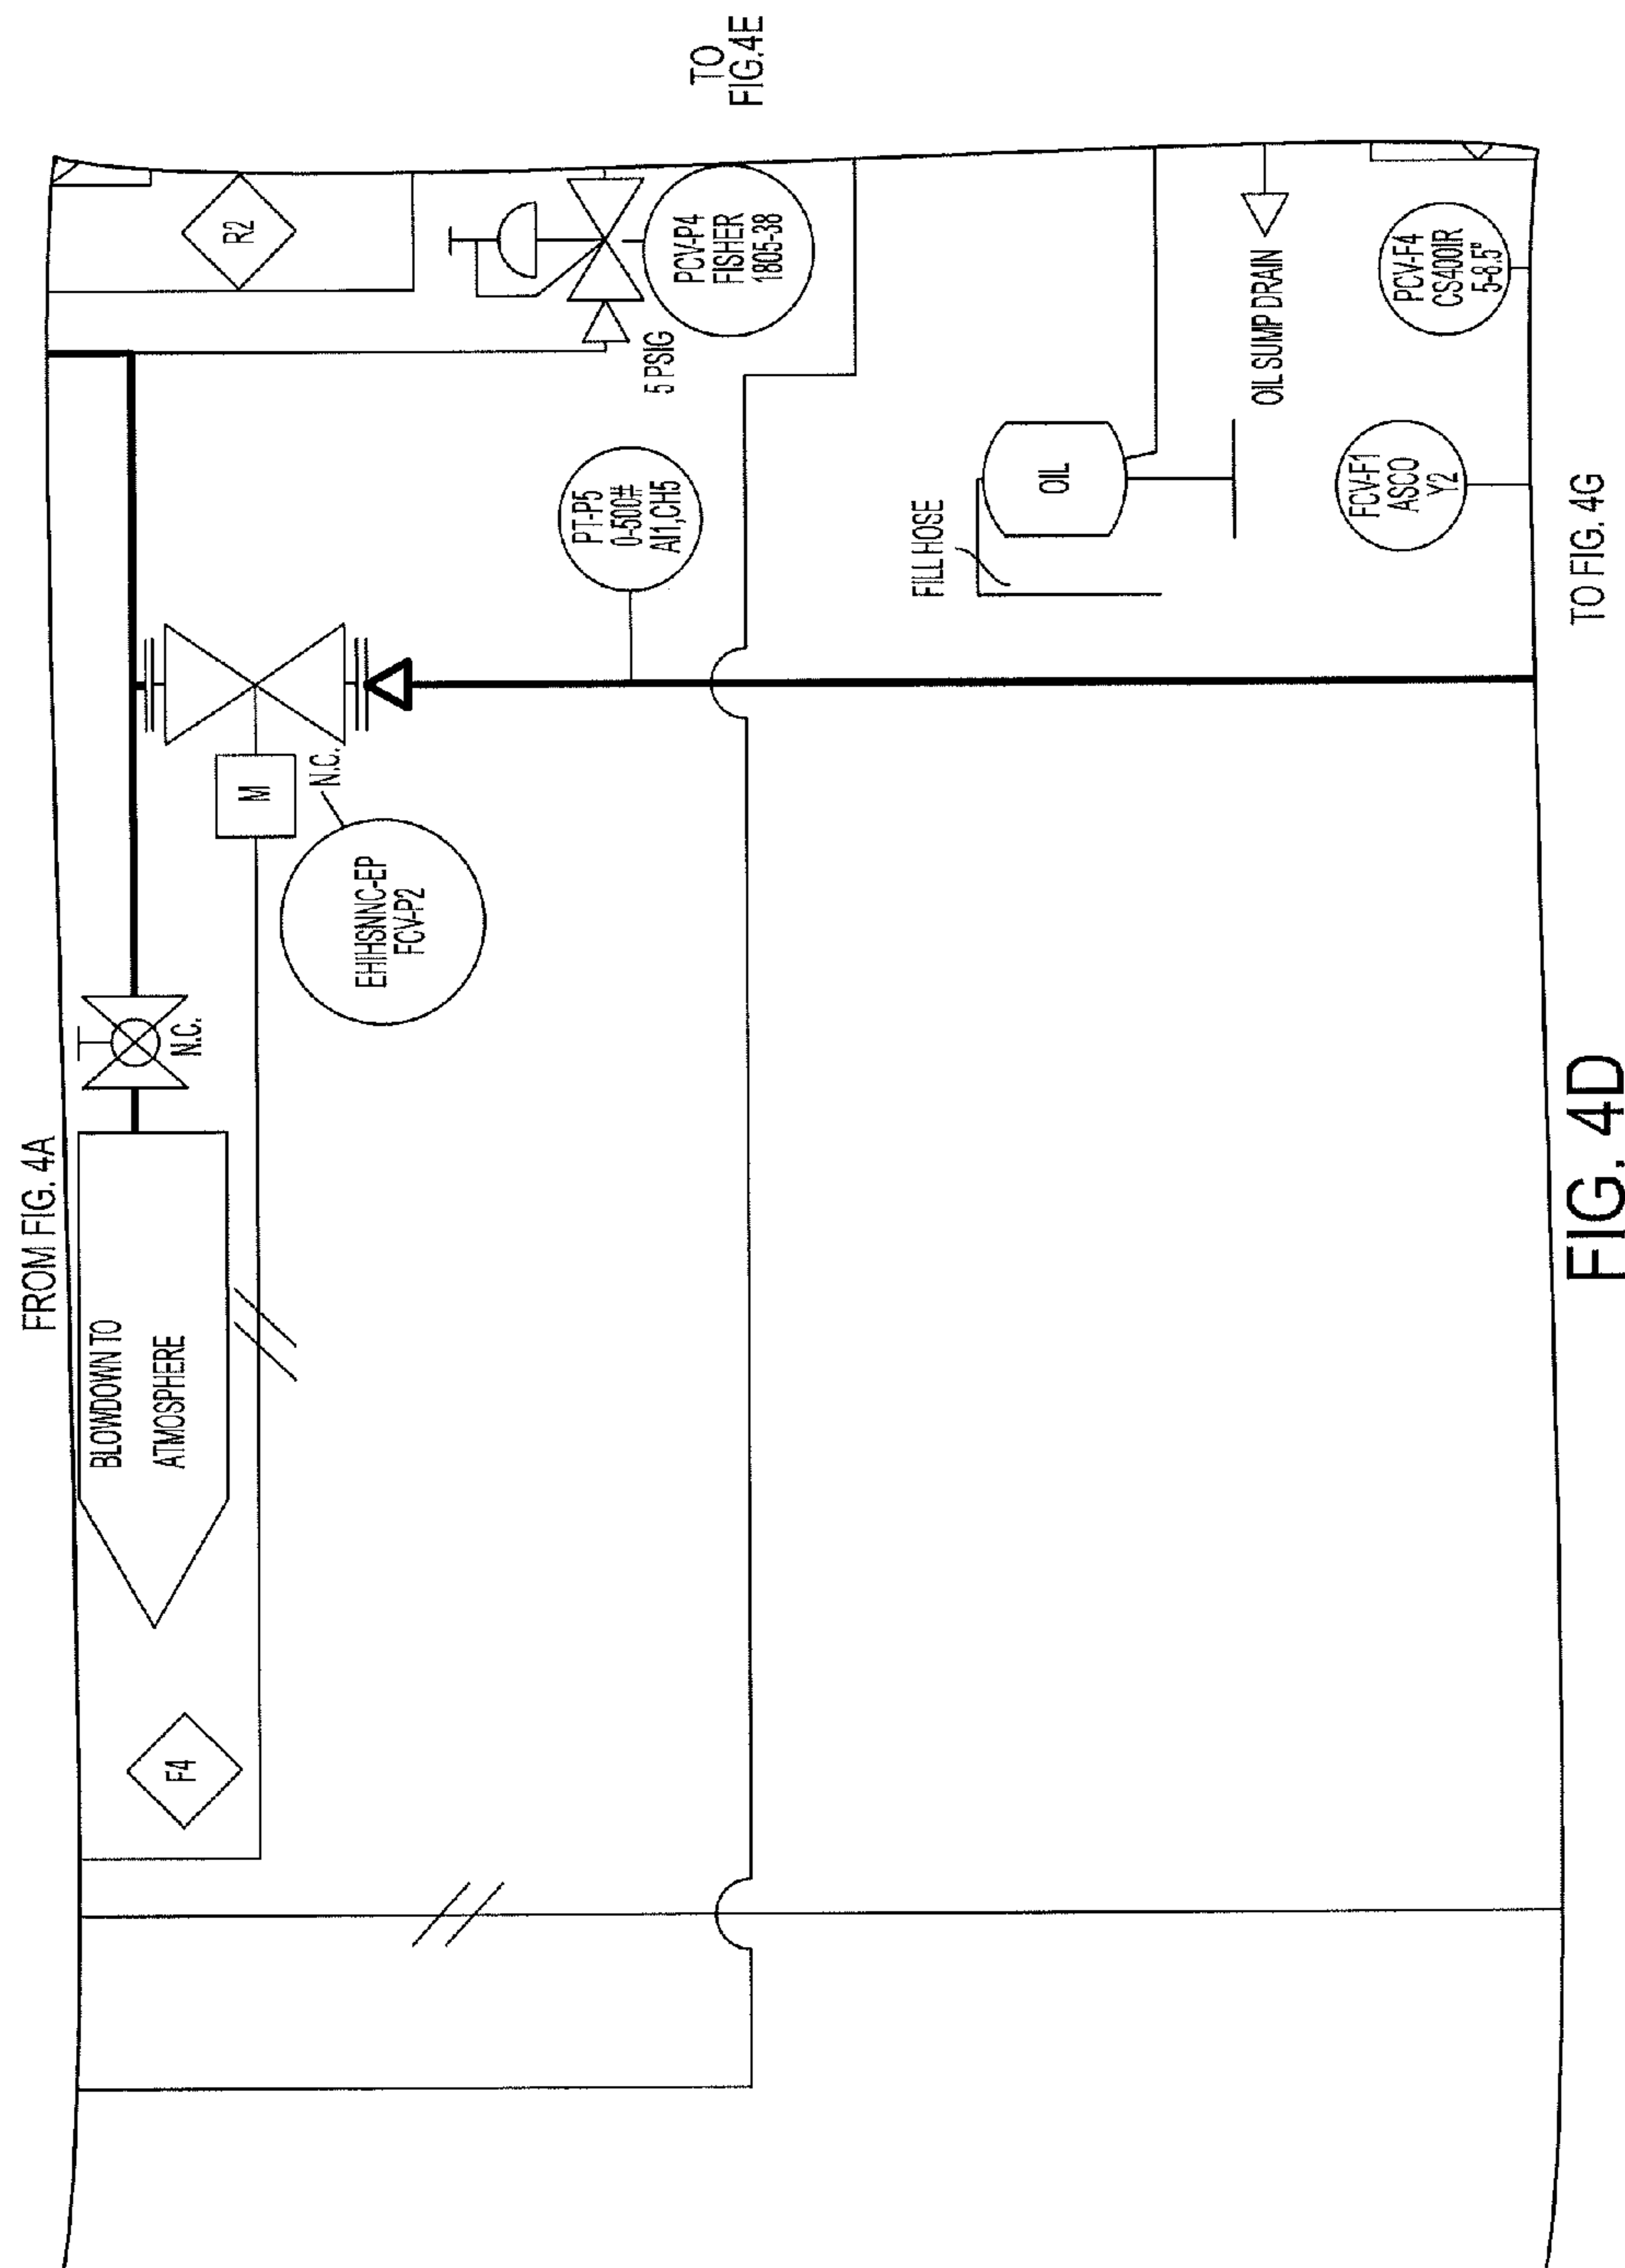 FROM FIG. 4A
BLOWDOWN TO
ATMOSPHERE
F4
N.C.
M
N.C.
EHIHSNNC-EP
FCV-P2
R2
PCV-P4
FISHER
1805-38
5 PSIG
PT-P5
0-500#
AI1,CH5
TO
FIG.4E
FILL HOSE
OIL
OIL SUMP DRAIN
FCV-F1
ASCO
Y2
PCV-F4
CS400IR
5-8.5"
TO FIG. 4G
FIG. 4D